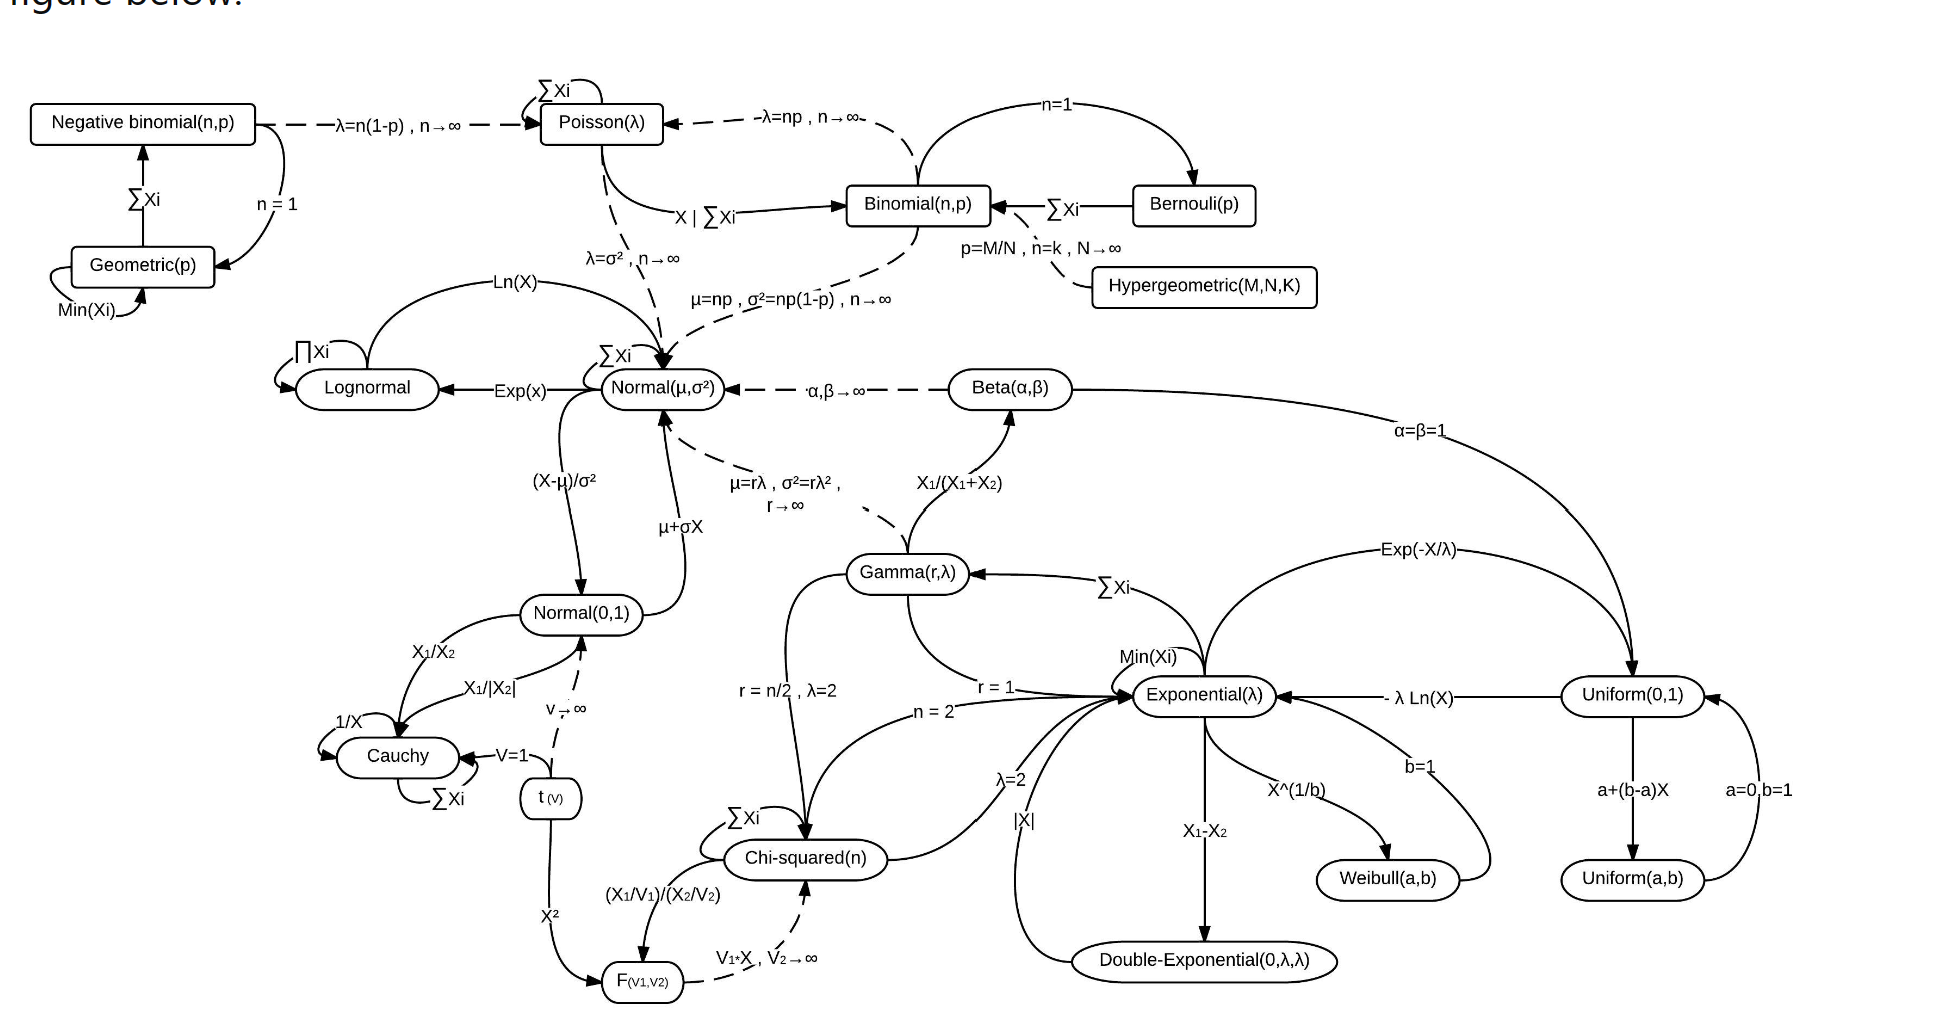 figure below:
∑Xi
Negative binomial(n,p)
λ=n(1-p) , n→∞
Poisson(λ)
λ=np , n→∞
n=1
∑Xi
n = 1
X | ∑Xi
Binomial(n,p)
∑Xi
Bernouli(p)
p=M/N , n=k , N→∞
Geometric(p)
λ=σ² , n→∞
Hypergeometric(M,N,K)
Min(Xi)
Ln(X)
µ=np , σ²=np(1-p) , n→∞
∏Xi
∑Xi
Lognormal
Exp(x)
Normal(µ,σ²)
α,β→∞
Beta(α,β)
α=β=1
(X-µ)/σ²
µ=rλ , σ²=rλ² ,
r→∞
X1/(X1+X2)
µ+σX
Exp(-X/λ)
Gamma(r,λ)
∑Xi
Normal(0,1)
X1/X2
Min(Xi)
X1/|X2|
r = n/2 , λ=2
r = 1
Exponential(λ)
- λ Ln(X)
Uniform(0,1)
v→∞
n = 2
1/X
Cauchy
V=1
b=1
∑Xi
t (V)
λ=2
X^(1/b)
a+(b-a)X
a=0,b=1
∑Xi
|X|
X1-X2
Chi-squared(n)
Weibull(a,b)
Uniform(a,b)
(X1/V1)/(X2/V2)
X²
V1*X , V2→∞
Double-Exponential(0,λ,λ)
F(V1,V2)